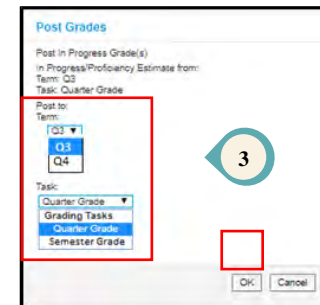 Post Grades
Post In Progress Grade(s)
In Progress/Proficiency Estimate from:
Term: Q3
Task: Quarter Grade
Post to:
Term:
Q3
Q3
Q4
3
Task:
Quarter Grade
Grading Tasks
Quarter Grade
Semester Grade
OK Cancel